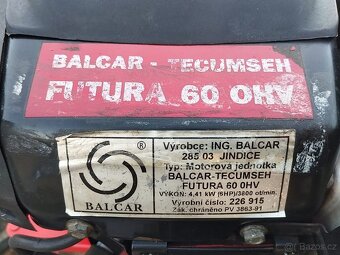 BALCAR - TECUMSEH
FUTURA 60 OHV
®
BALCAR
Výrobce: ING. BALCAR
285 03 JINDICE
Typ: Motorová jednotka
BALCAR-TECUMSEH
FUTURA 60 OHV
VÝKON: 4,41 kW (6HP)/3600 ot/min.
Výrobní číslo: 226 915
Zák. chráněno PV 3863-91
Bazoš.cz